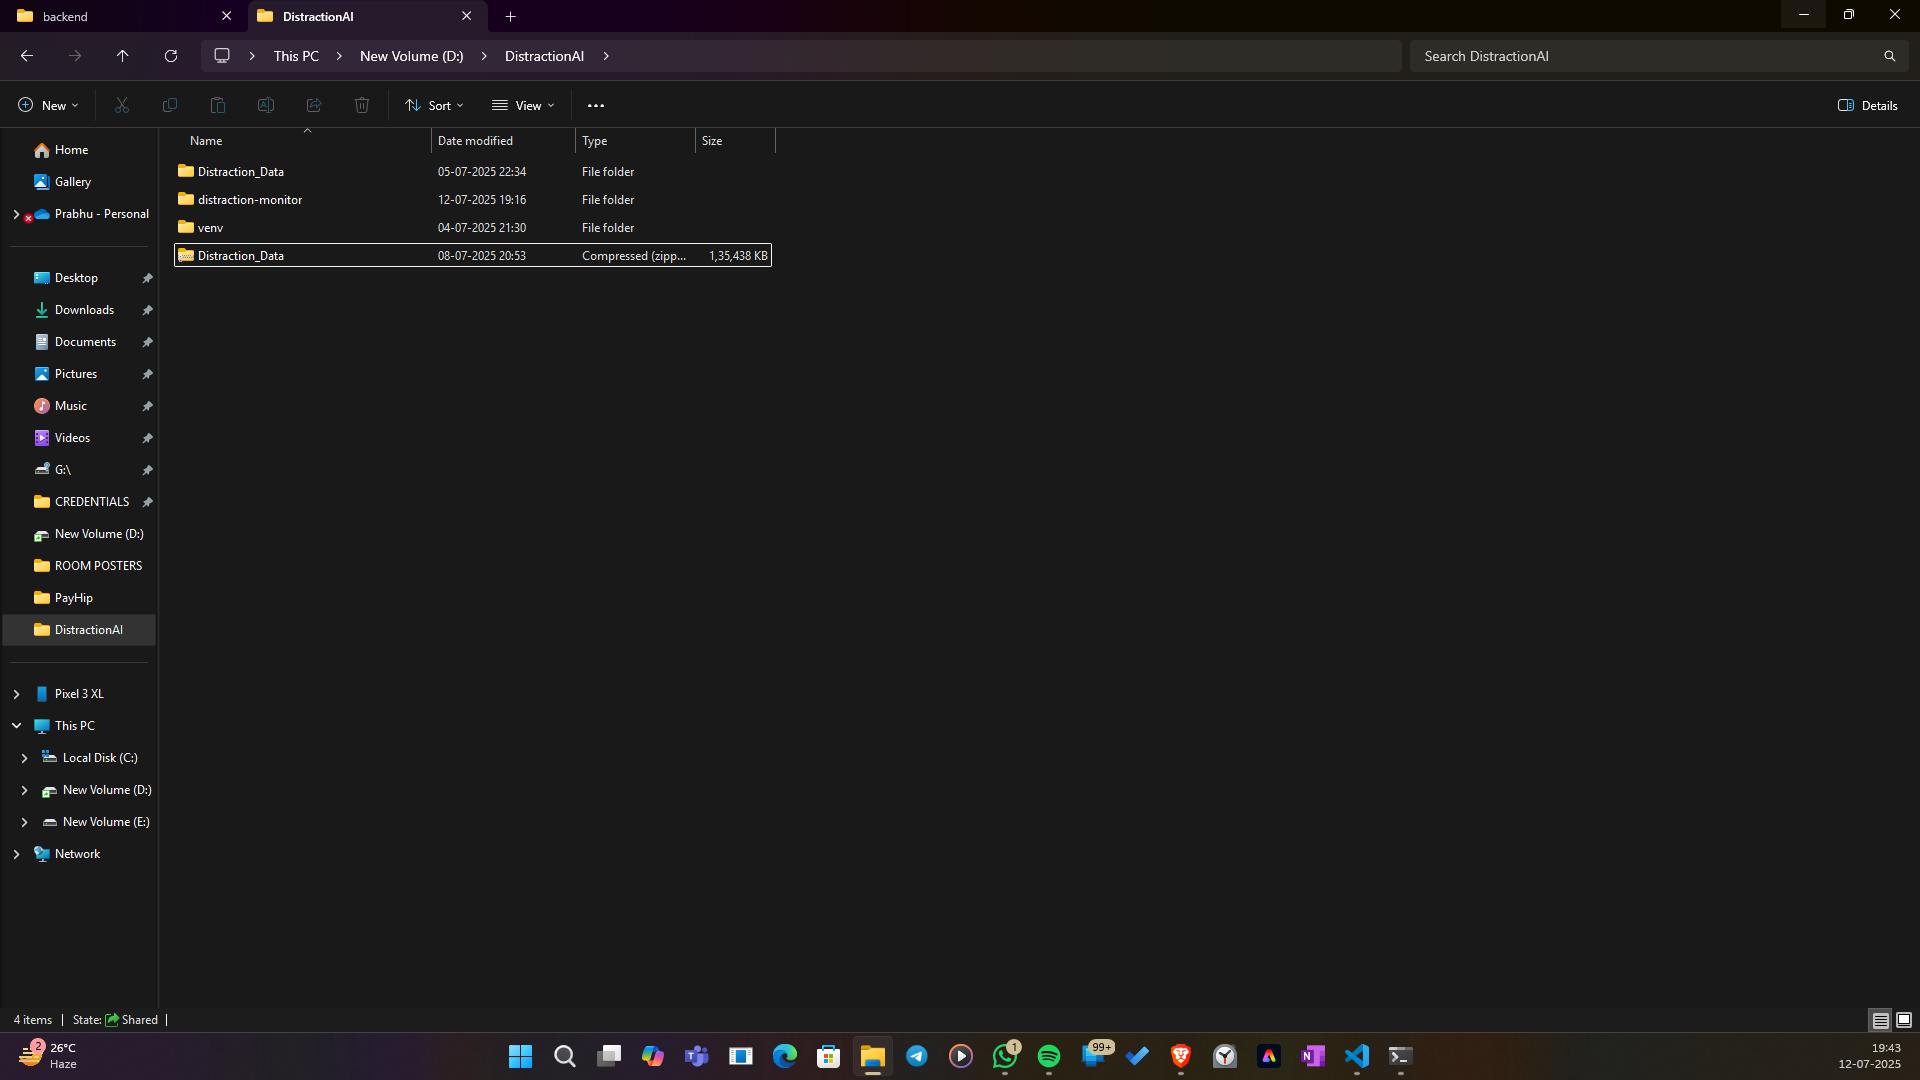 backend
DistractionAI
This PC
New Volume (D:)
DistractionAI
Search DistractionAI
New
Sort
View
Details
Name
Date modified
Type
Size
Distraction_Data 05-07-2025 22:34 File folder
distraction-monitor 12-07-2025 19:16 File folder
venv 04-07-2025 21:30 File folder
Distraction_Data 08-07-2025 20:53 Compressed (zipp... 1,35,438 KB
Home
Gallery
Prabhu - Personal
Desktop
Downloads
Documents
Pictures
Music
Videos
G:\
CREDENTIALS
New Volume (D:)
ROOM POSTERS
PayHip
DistractionAI
Pixel 3 XL
This PC
Local Disk (C:)
New Volume (D:)
New Volume (E:)
Network
4 items
State: Shared
2
26°C
Haze
1
99+
19:43
12-07-2025